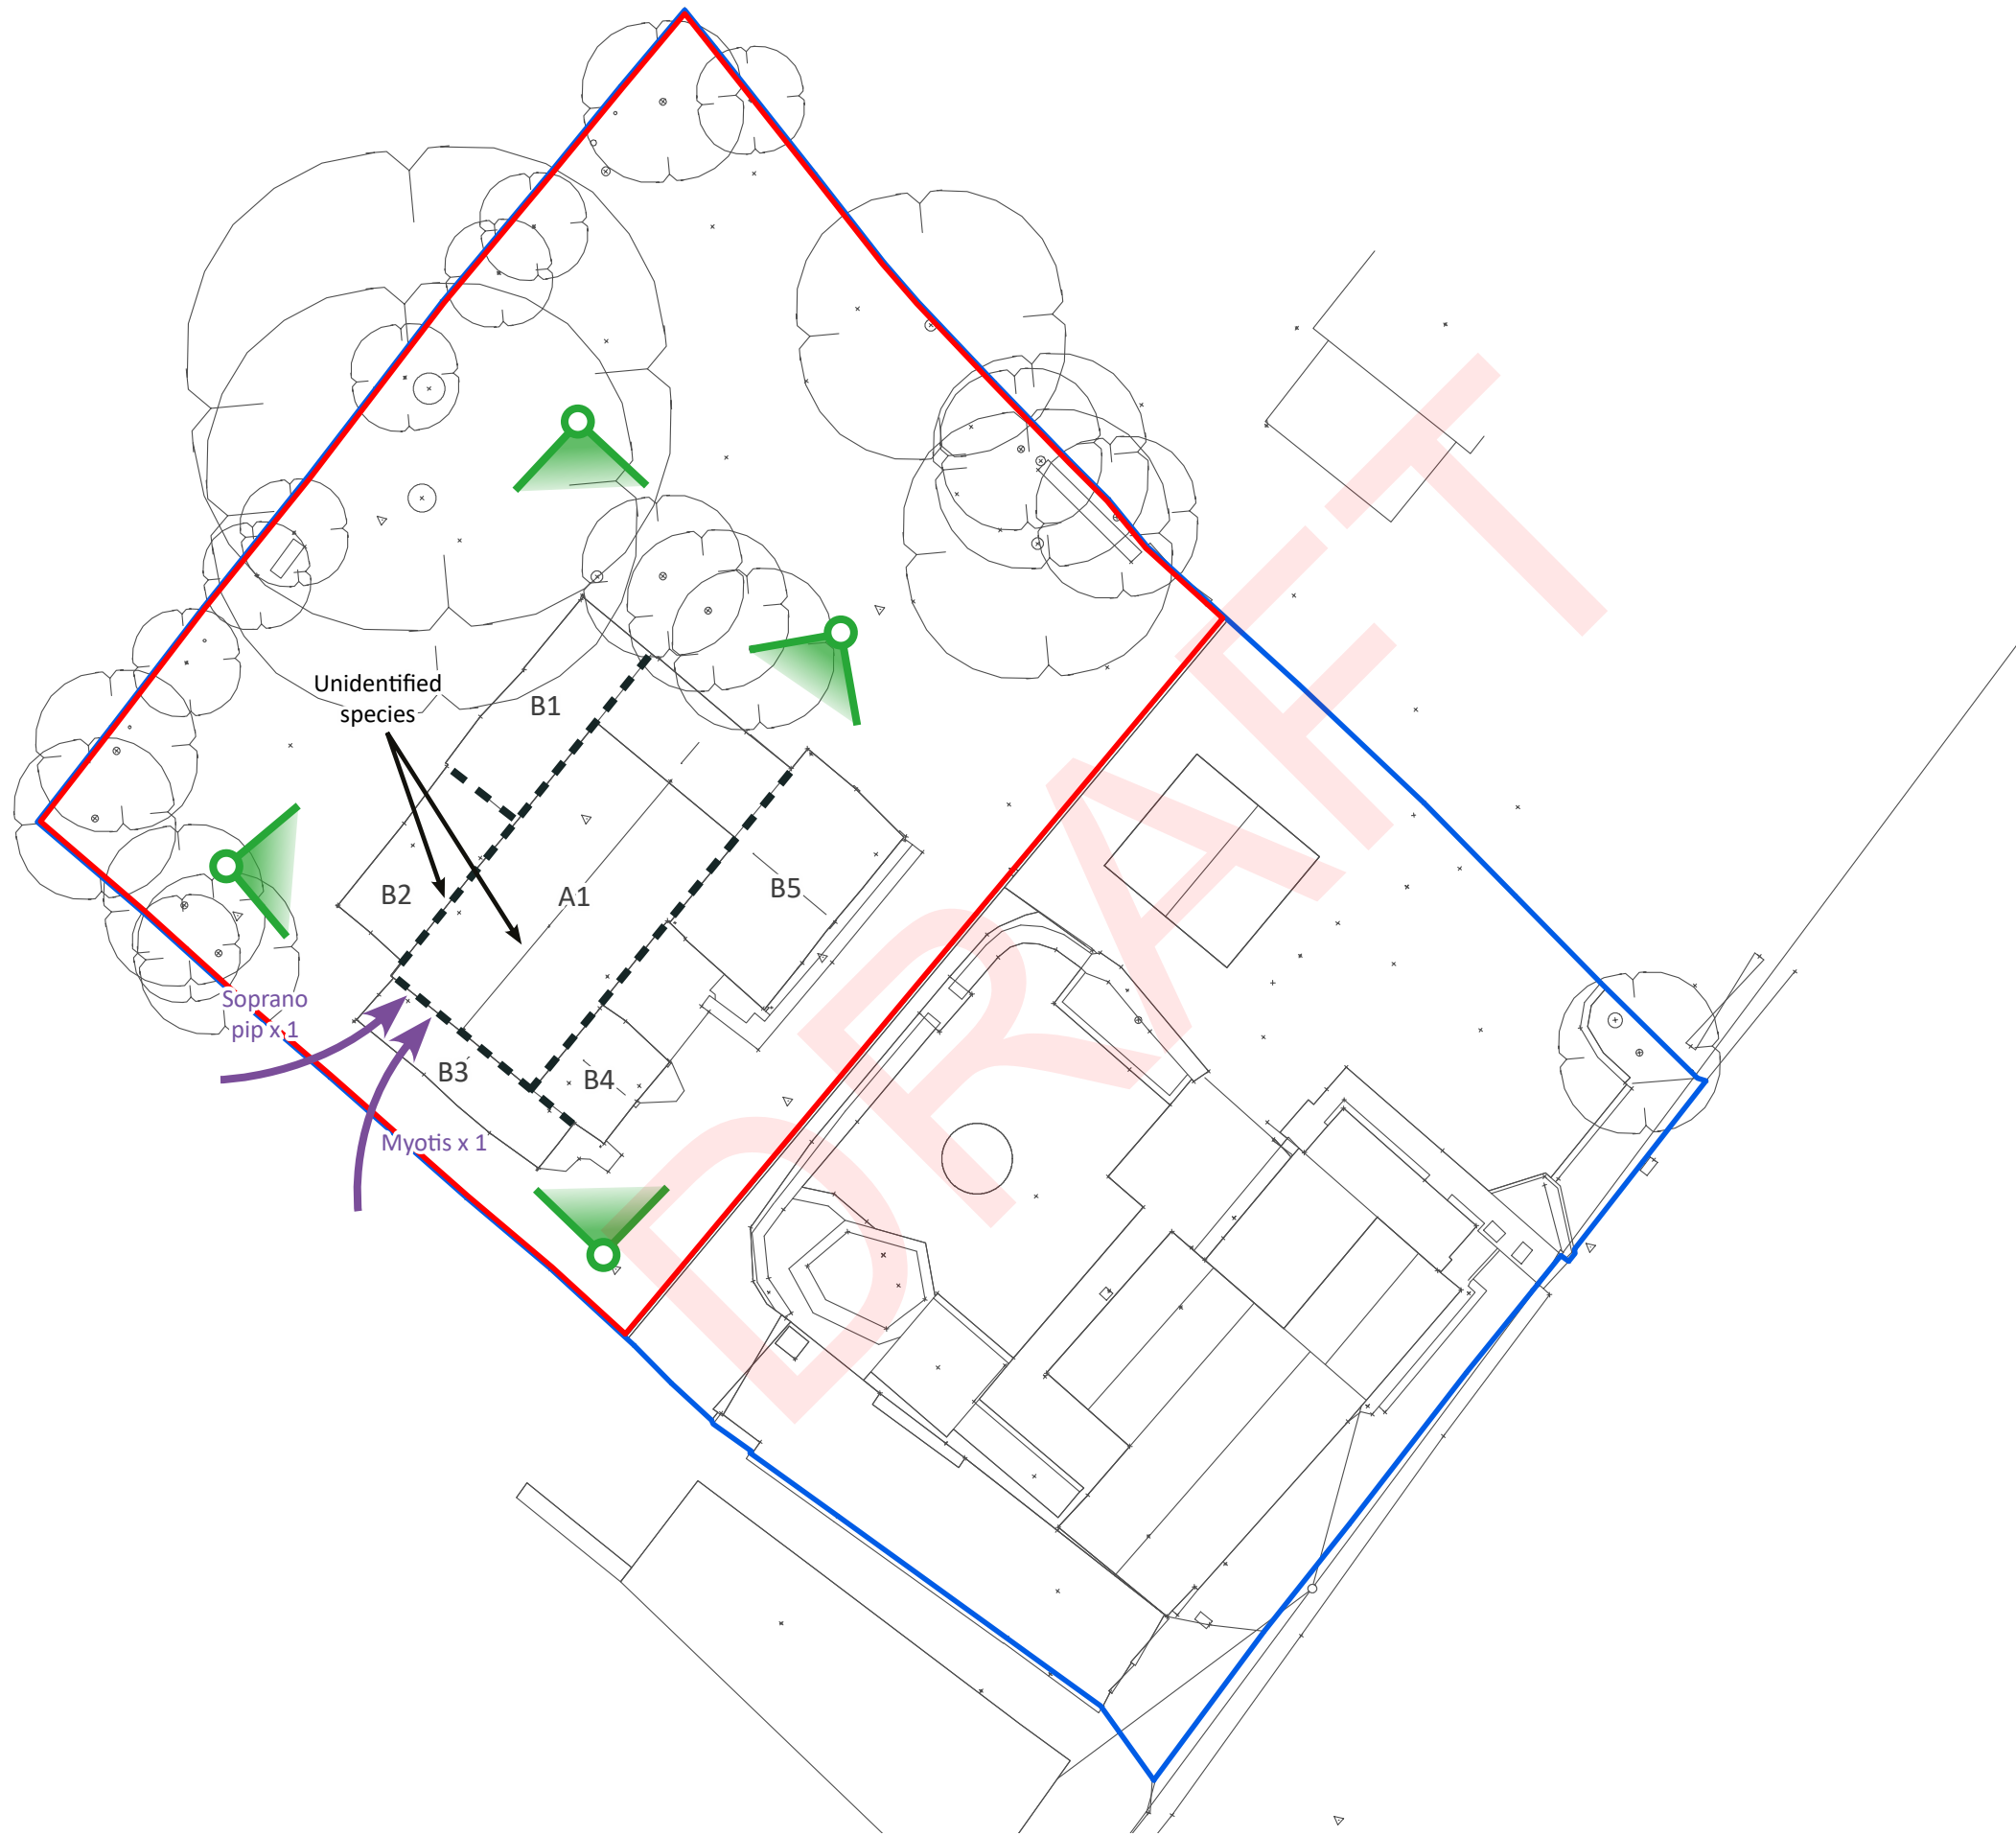 Unidentified
species
B1
B2
A1
B5
Soprano
pip x 1
B3
B4
Myotis x 1
DRAFT